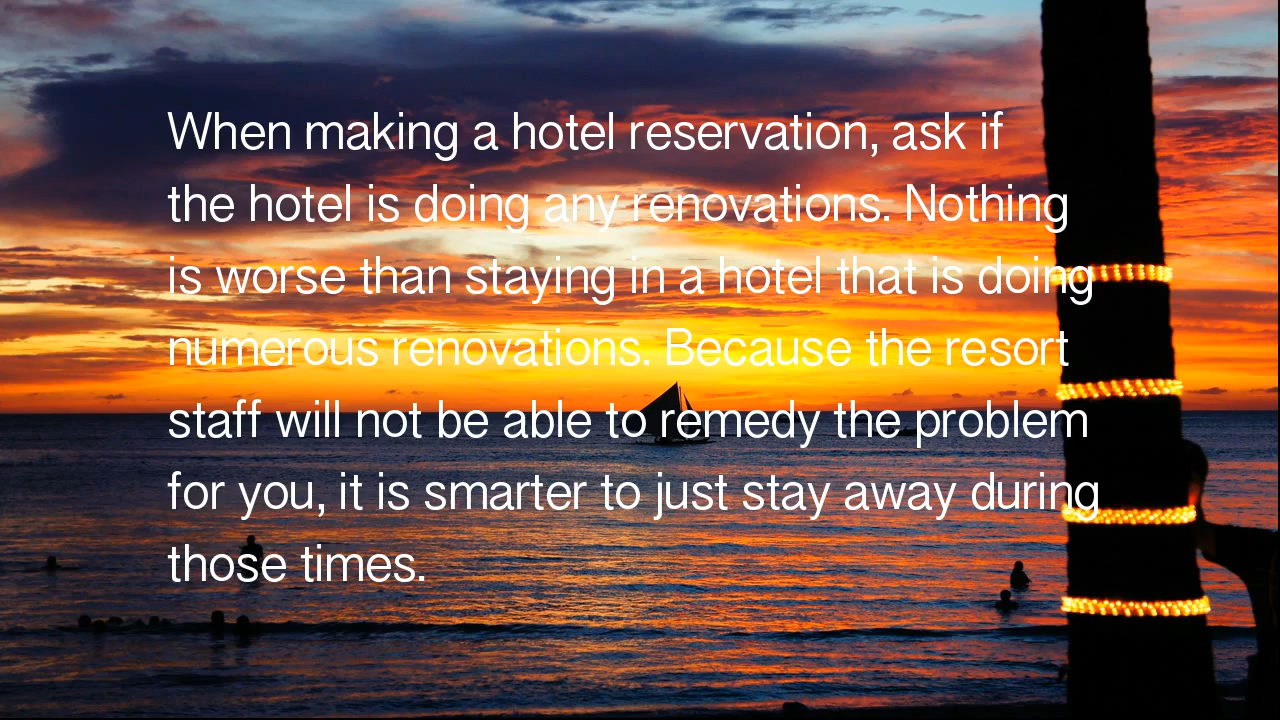 When making a hotel reservation, ask if
the hotel is doing any renovations. Nothing
is worse than staying in a hotel that is doing
numerous renovations. Because the resort
staff will not be able to remedy the problem
for you, it is smarter to just stay away during
those times.